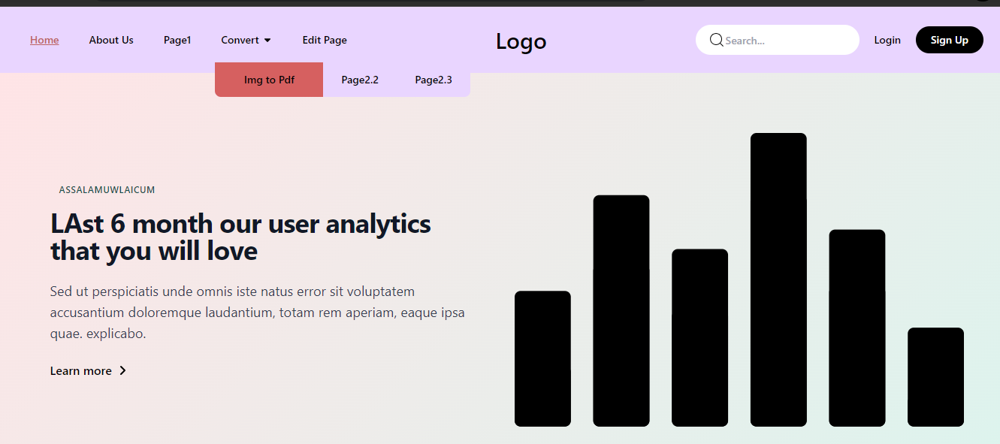 Home About Us Page1 Convert Edit Page Logo Search... Login Sign Up
Img to Pdf Page2.2 Page2.3
ASSALAMUWLAICUM
LAst 6 month our user analytics
that you will love
Sed ut perspiciatis unde omnis iste natus error sit voluptatem
accusantium doloremque laudantium, totam rem aperiam, eaque ipsa
quae. explicabo.
Learn more